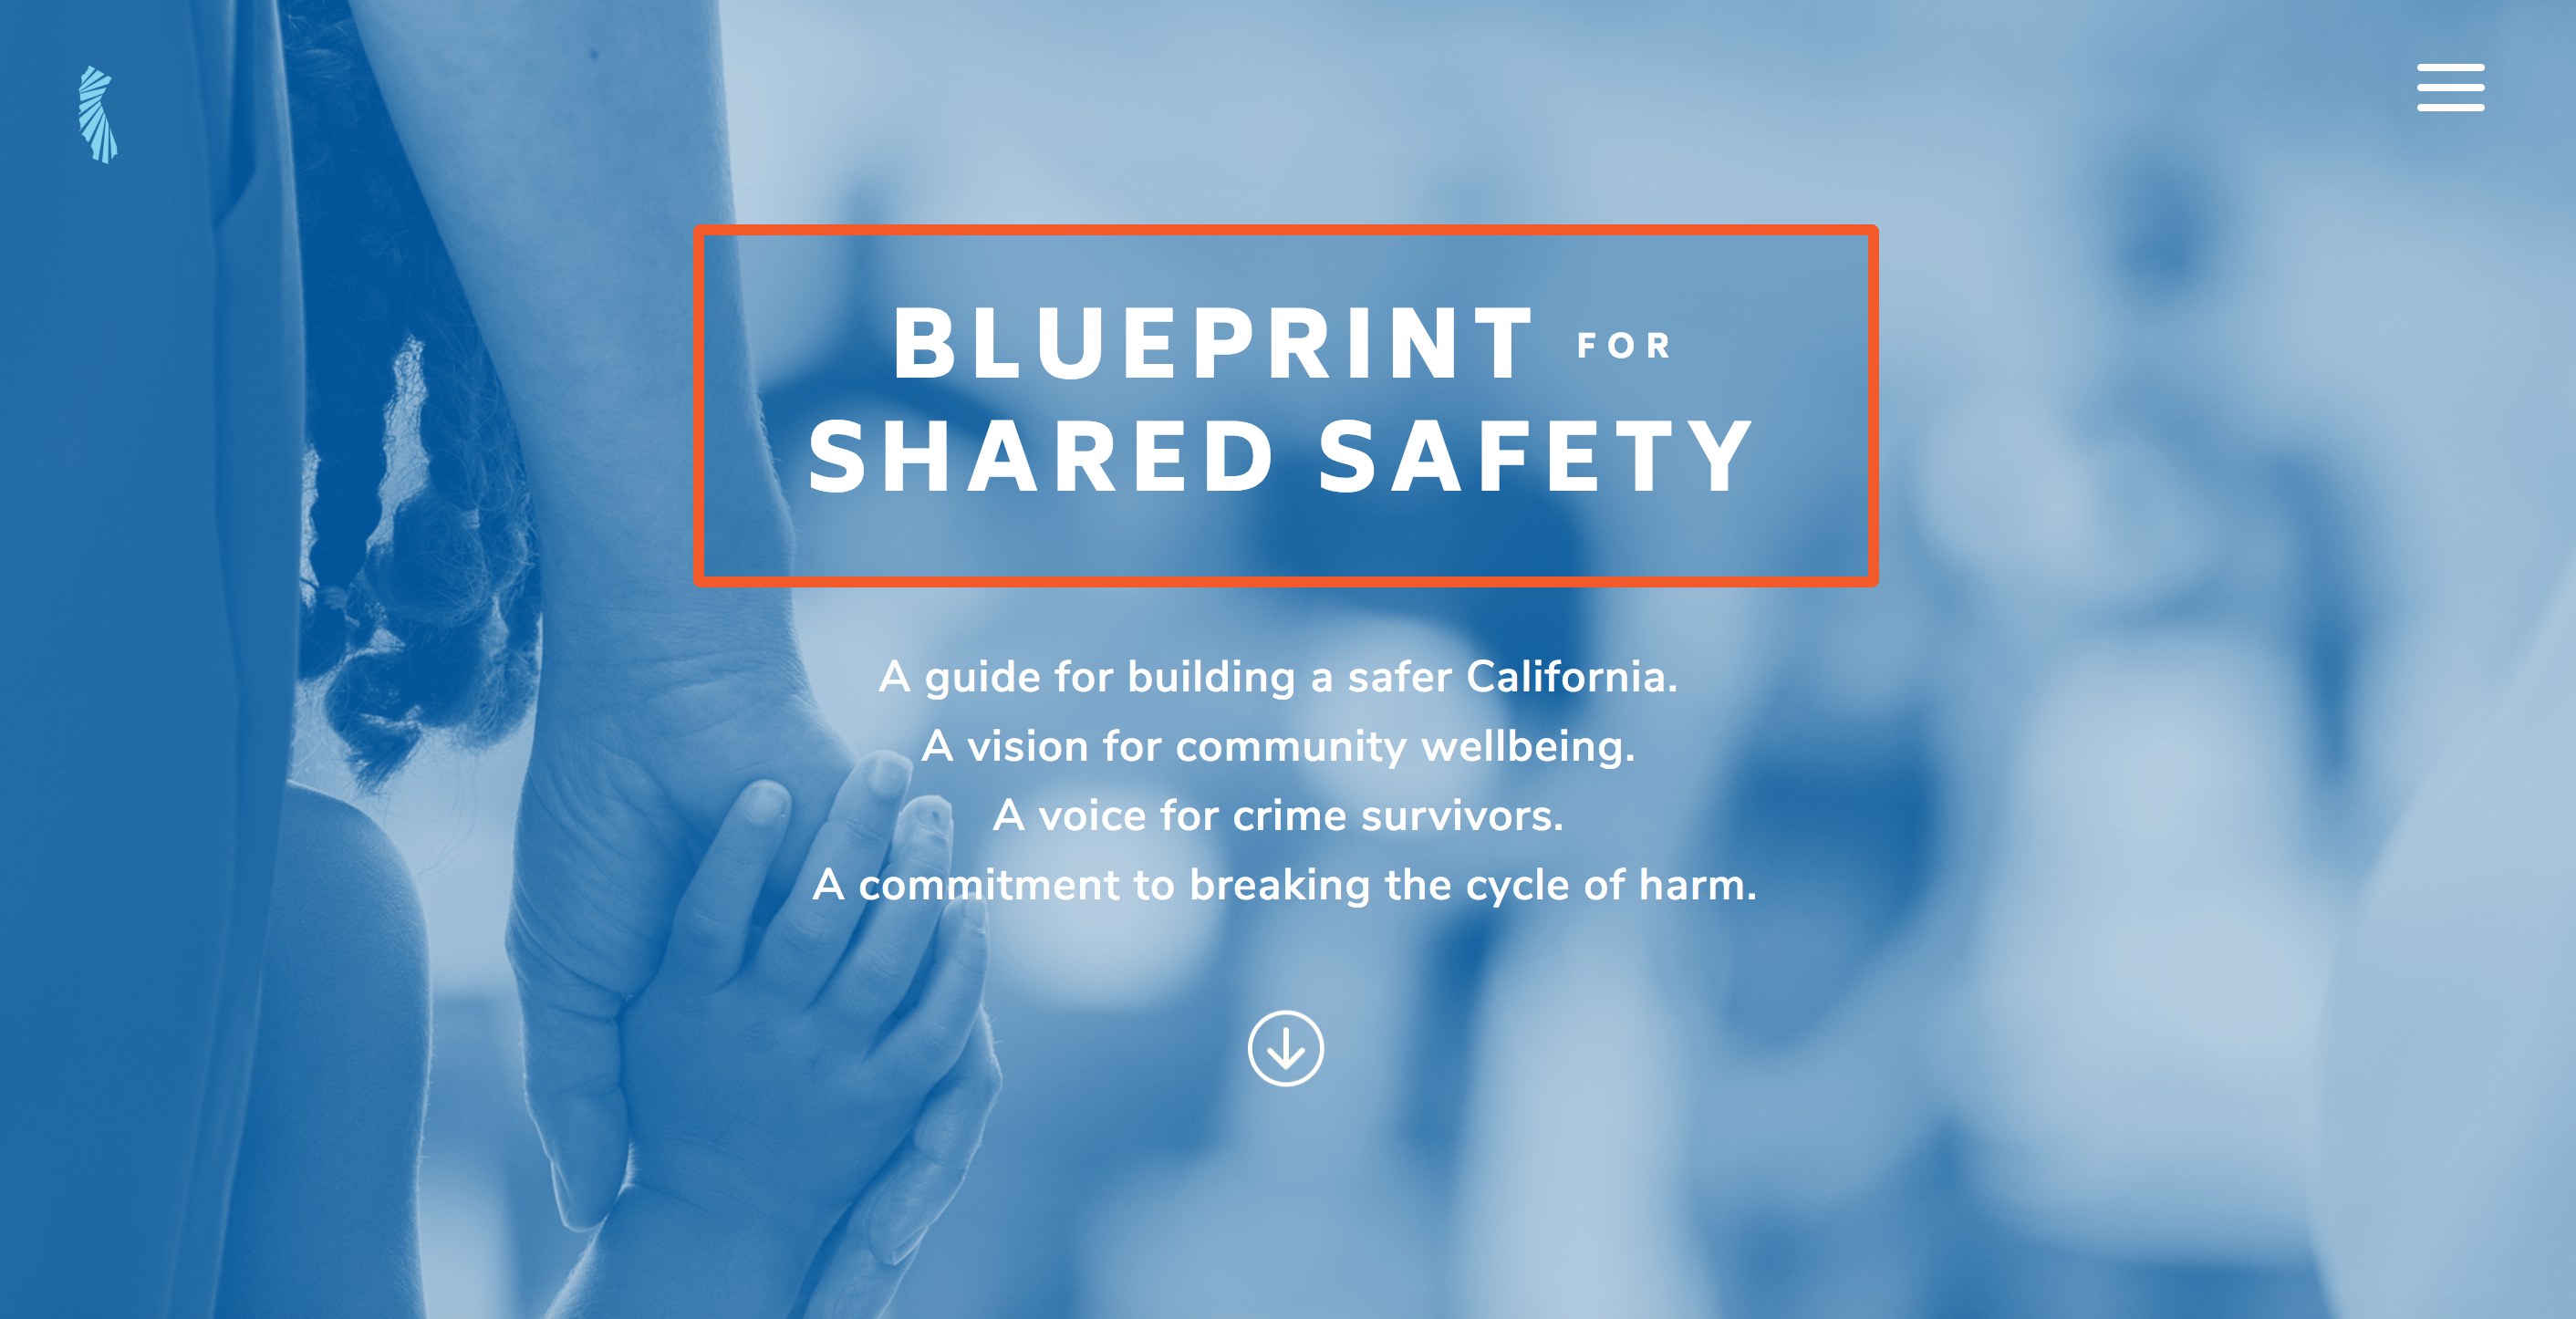 BLUEPRINT FOR
SHARED SAFETY
A guide for building a safer California.
A vision for community wellbeing.
A voice for crime survivors.
A commitment to breaking the cycle of harm.